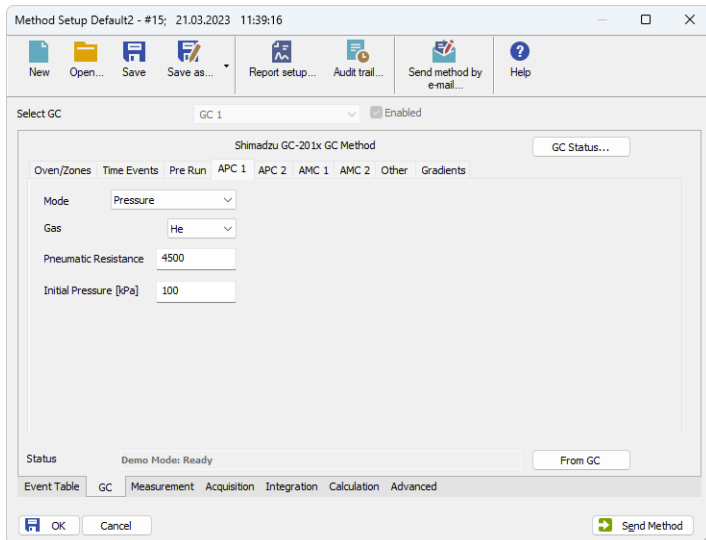 Method Setup Default2 - #15; 21.03.2023 11:39:16
New Open... Save Save as... Report setup... Audit trail... Send method by e-mail... Help
Select GC GC 1 Enabled
Shimadzu GC-201x GC Method GC Status...
Oven/Zones Time Events Pre Run APC 1 APC 2 AMC 1 AMC 2 Other Gradients
Mode Pressure
Gas He
Pneumatic Resistance 4500
Initial Pressure [kPa] 100
Status Demo Mode: Ready From GC
Event Table GC Measurement Acquisition Integration Calculation Advanced
OK Cancel Send Method